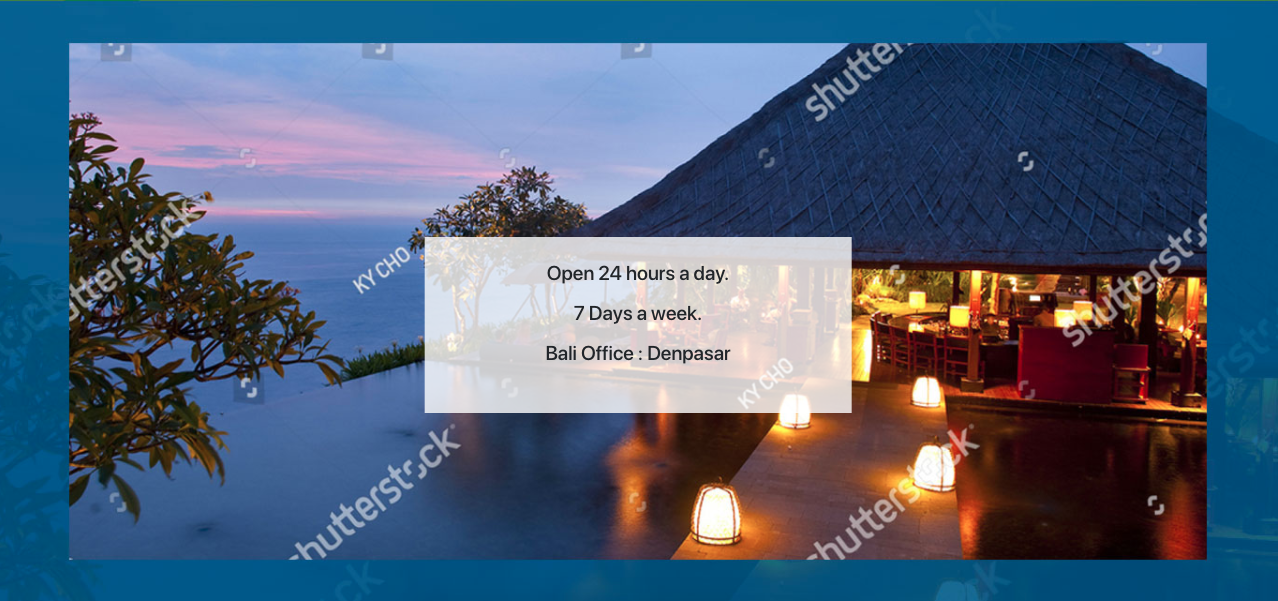 Open 24 hours a day.
7 Days a week.
Bali Office : Denpasar
shutterstock
shutterstock
KY CHO
shutterstock
KY CHO
shutterstock
shutterstock